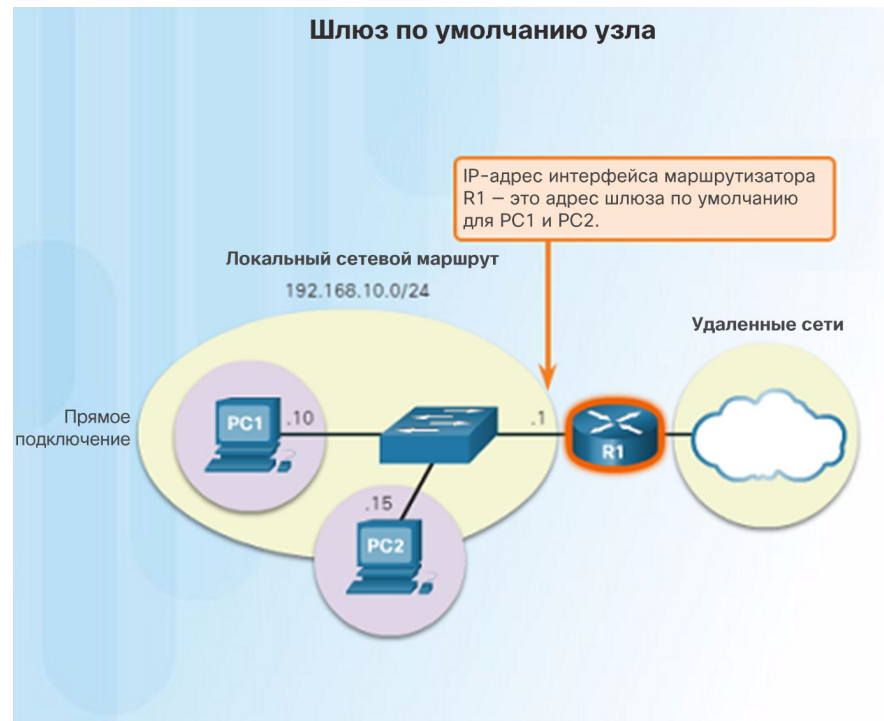 Шлюз по умолчанию узла
IP-адрес интерфейса маршрутизатора
R1 – это адрес шлюза по умолчанию
для PC1 и PC2.
Локальный сетевой маршрут
192.168.10.0/24
Удаленные сети
Прямое
подключение
PC1
.10
.1
R1
.15
PC2